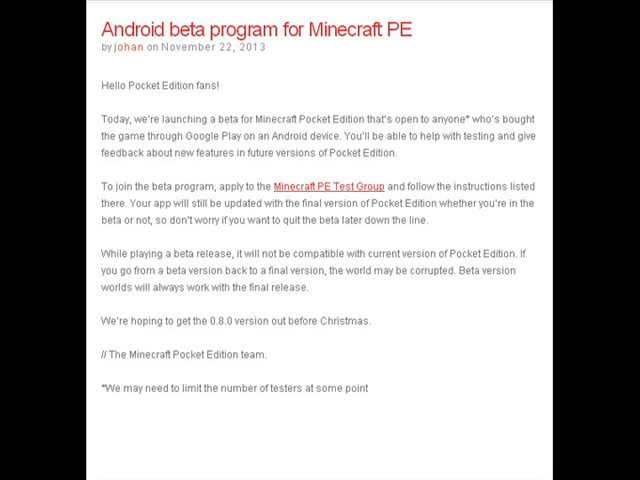 Android beta program for Minecraft PE
by johan on November 22, 2013
Hello Pocket Edition fans!
Today, we're launching a beta for Minecraft Pocket Edition that's open to anyone* who's bought
the game through Google Play on an Android device. You'll be able to help with testing and give
feedback about new features in future versions of Pocket Edition.
To join the beta program, apply to the Minecraft PE Test Group and follow the instructions listed
there. Your app will still be updated with the final version of Pocket Edition whether you're in the
beta or not, so don't worry if you want to quit the beta later down the line.
While playing a beta release, it will not be compatible with current version of Pocket Edition. If
you go from a beta version back to a final version, the world may be corrupted. Beta version
worlds will always work with the final release.
We're hoping to get the 0.8.0 version out before Christmas.
// The Minecraft Pocket Edition team.
*We may need to limit the number of testers at some point